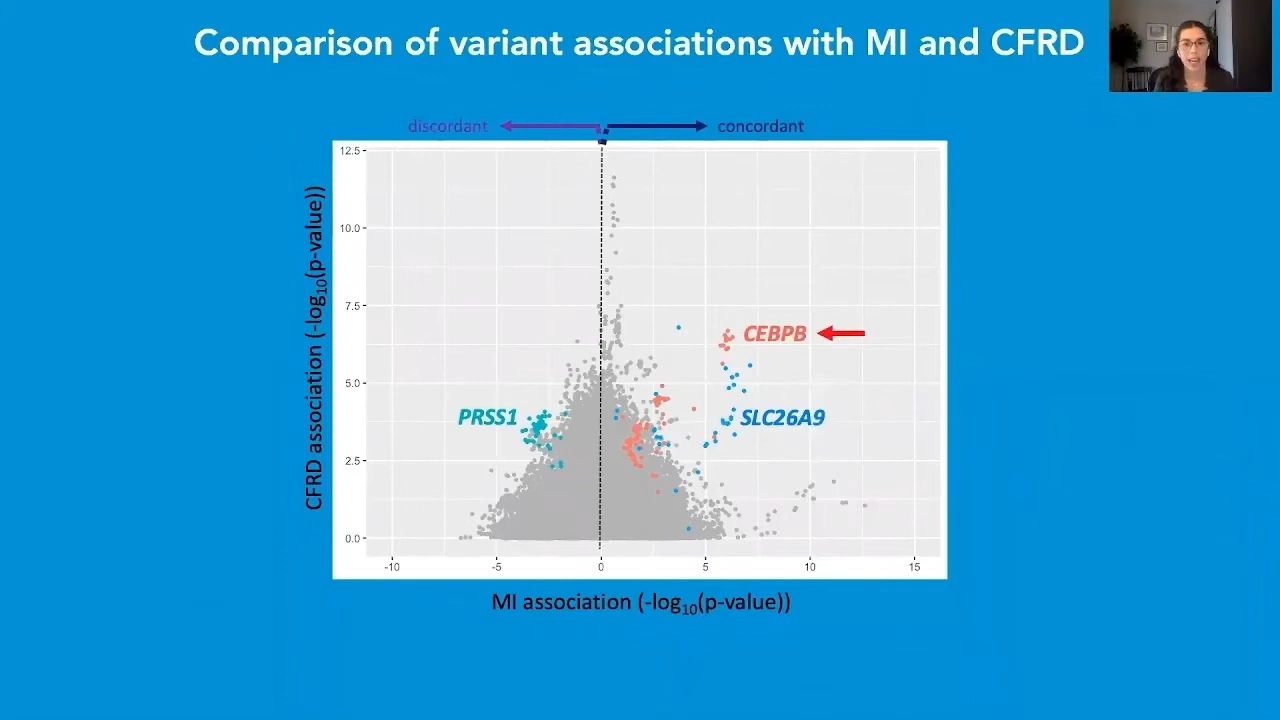 Comparison of variant associations with MI and CFRD
discordant
concordant
CFRD association (-log10(p-value))
12.5
10.0
7.5
5.0
2.5
0.0
CEBPB
PRSS1
SLC26A9
-10
-5
0
5
10
15
MI association (-log10(p-value))